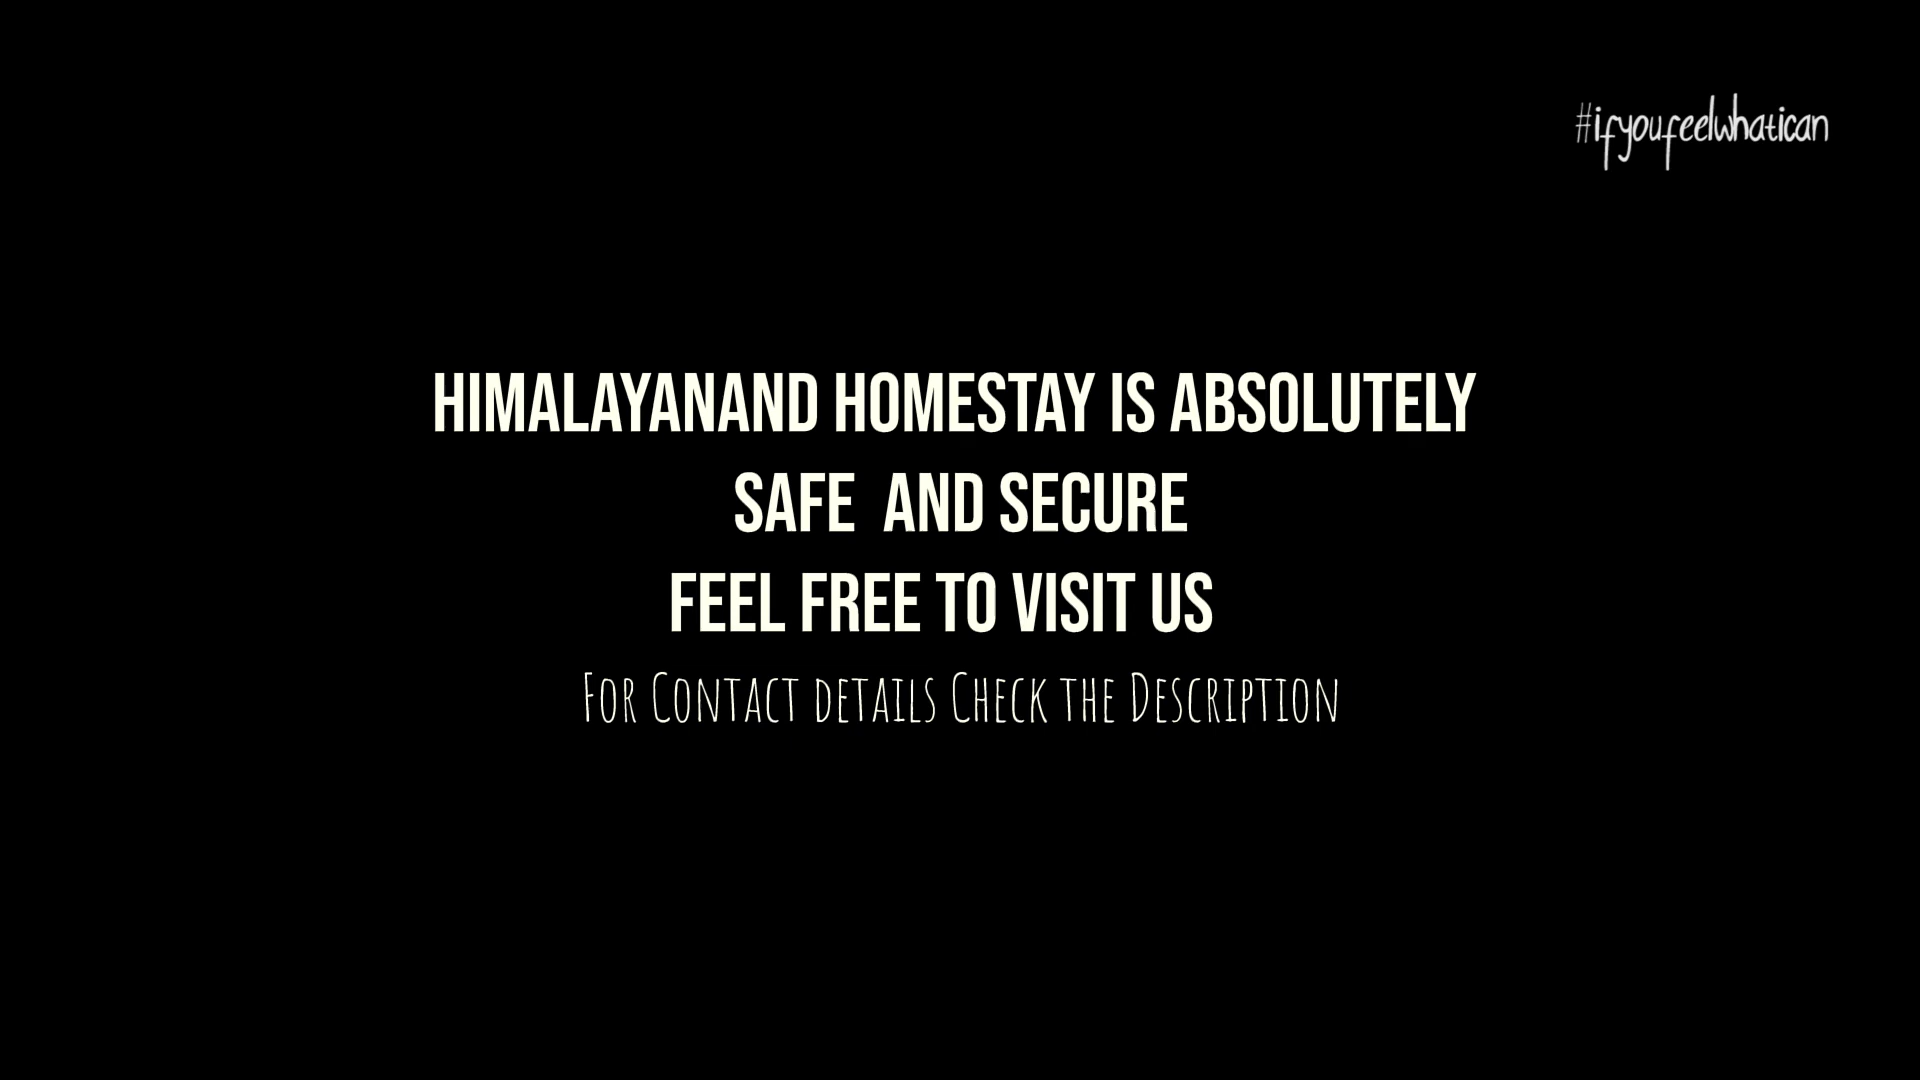 #ifyoufeelwhatican
HIMALAYANAND HOMESTAY IS ABSOLUTELY
SAFE  AND SECURE
FEEL FREE TO VISIT US
For Contact details Check the Description